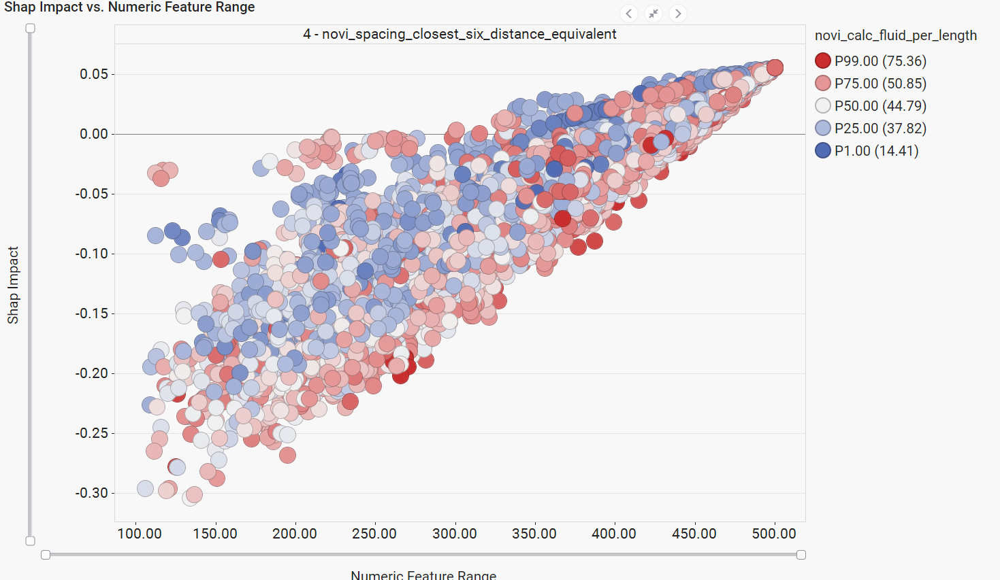 Shap Impact vs. Numeric Feature Range
4 - novi_spacing_closest_six_distance_equivalent
novi_calc_fluid_per_length
P99.00 (75.36)
P75.00 (50.85)
P50.00 (44.79)
P25.00 (37.82)
P1.00 (14.41)
Shap Impact
0.05
0.00
-0.05
-0.10
-0.15
-0.20
-0.25
-0.30
100.00 150.00 200.00 250.00 300.00 350.00 400.00 450.00 500.00
Numeric Feature Range